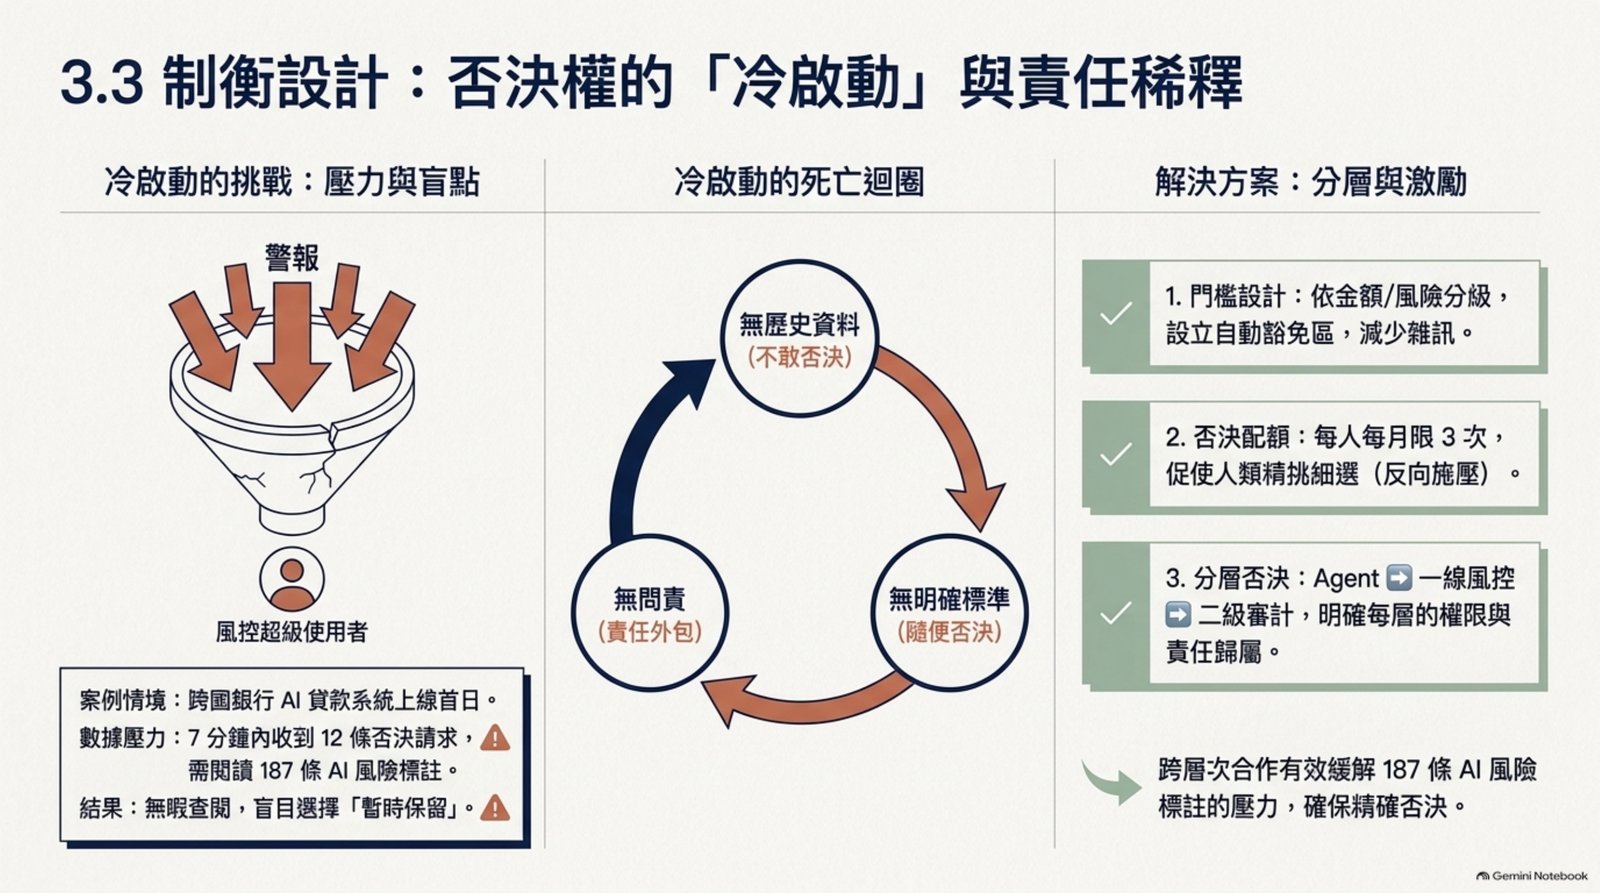 3.3 制衡設計：否決權的「冷啟動」與責任稀釋
冷啟動的挑戰：壓力與盲點
警報
風控超級使用者
案例情境：跨國銀行 AI 貸款系統上線首日。
數據壓力：7 分鐘內收到 12 條否決請求，
需閱讀 187 條 AI 風險標註。
結果：無暇查閱，盲目選擇「暫時保留」。
冷啟動的死亡迴圈
無歷史資料
(不敢否決)
無明確標準
(隨便否決)
無問責
(責任外包)
解決方案：分層與激勵
1. 門檻設計：依金額/風險分級，
設立自動豁免區，減少雜訊。
2. 否決配額：每人每月限 3 次，
促使人類精挑細選（反向施壓）。
3. 分層否決：Agent ➡ 一線風控
➡ 二級審計，明確每層的權限與
責任歸屬。
跨層次合作有效緩解 187 條 AI 風險
標註的壓力，確保精確否決。
Gemini Notebook